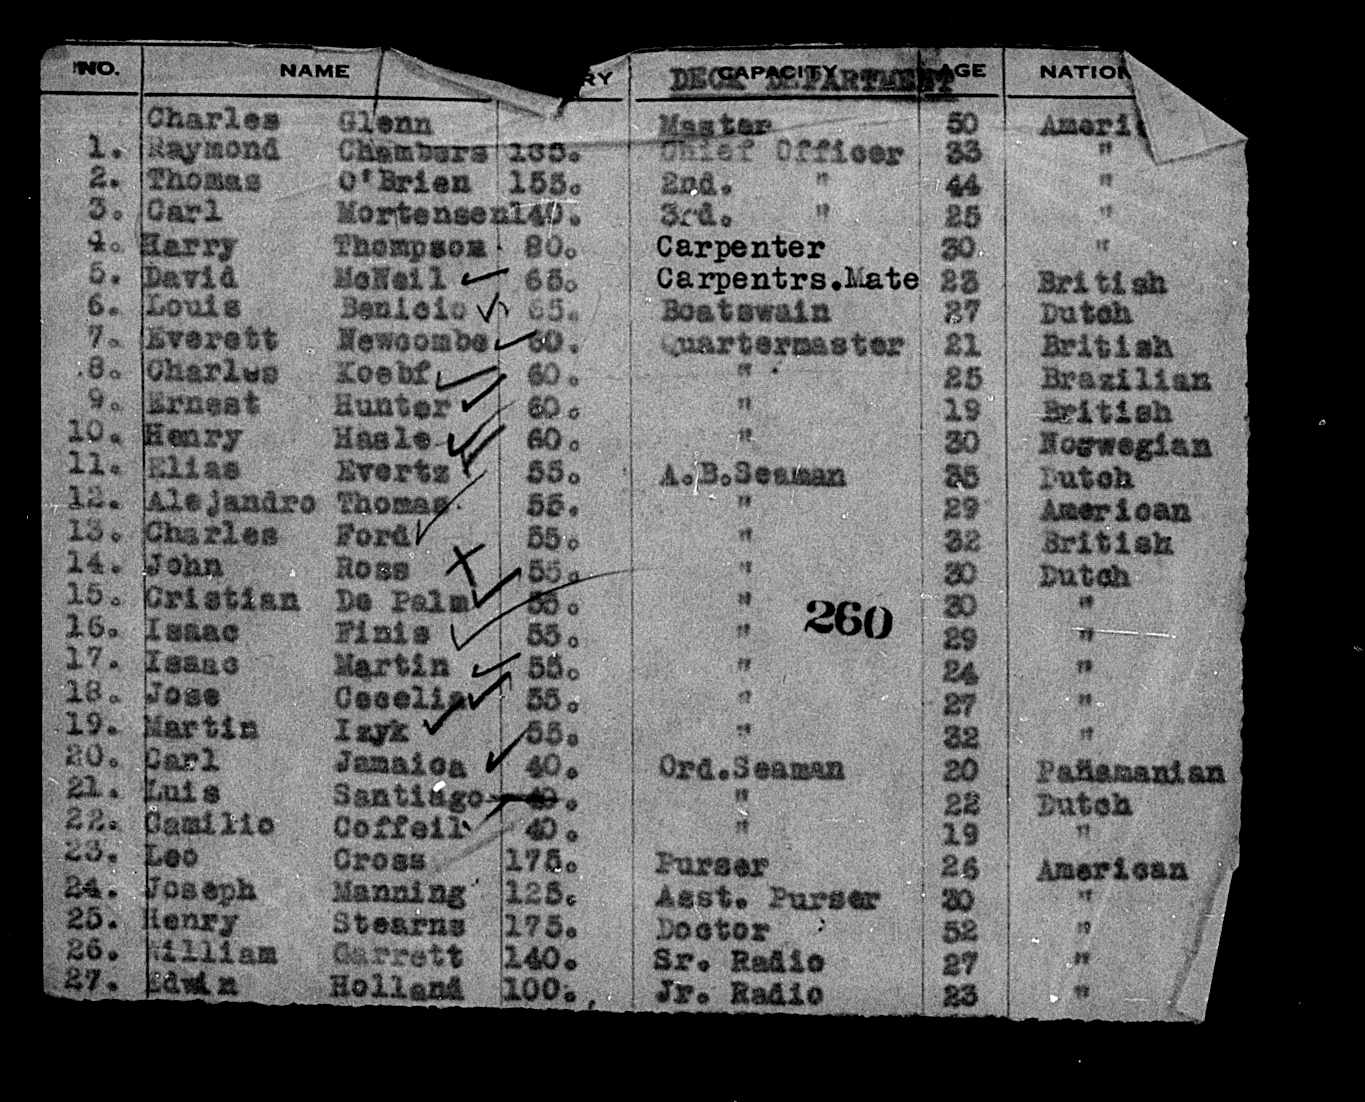 NO. NAME RY CAPACITY AGE NATION
DECK DEPARTMENT
Charles Glenn Master 50 Ameri
1. Raymond Chambers 185. Chief Officer 33 "
2. Thomas O'Brien 155. 2nd. " 44 "
3. Carl Mortensen 140. 3rd. " 25 "
4. Harry Thompson 80. Carpenter 30 "
5. David McNeil 65. Carpentrs.Mate 23 British
6. Louis Benicio 65. Boatswain 27 Dutch
7. Everett Newcombe 60. Quartermaster 21 British
8. Charles Koebf 60. " 25 Brazilian
9. Ernest Hunter 60. " 19 British
10. Henry Hasle 60. " 30 Norwegian
11. Elias Evertz 55. A.B.Seaman 35 Dutch
12. Alejandro Thomas 55. " 29 American
13. Charles Ford 55. " 32 British
14. John Ross 55. " 30 Dutch
15. Cristian De Palm 55. " 30 "
260
16. Isaac Finis 55. " 29 "
17. Isaac Martin 55. " 24 "
18. Jose Cecelia 55. " 27 "
19. Martin Izyk 55. " 32 "
20. Carl Jamaica 40. Ord.Seaman 20 Panamanian
21. Luis Santiago 40. " 22 Dutch
22. Camilio Coffeil 40. " 19 "
23. Leo Cross 175. Purser 26 American
24. Joseph Manning 125. Asst. Purser 30 "
25. Henry Stearns 175. Doctor 52 "
26. William Garrett 140. Sr. Radio 27 "
27. Edwin Holland 100. Jr. Radio 23 "